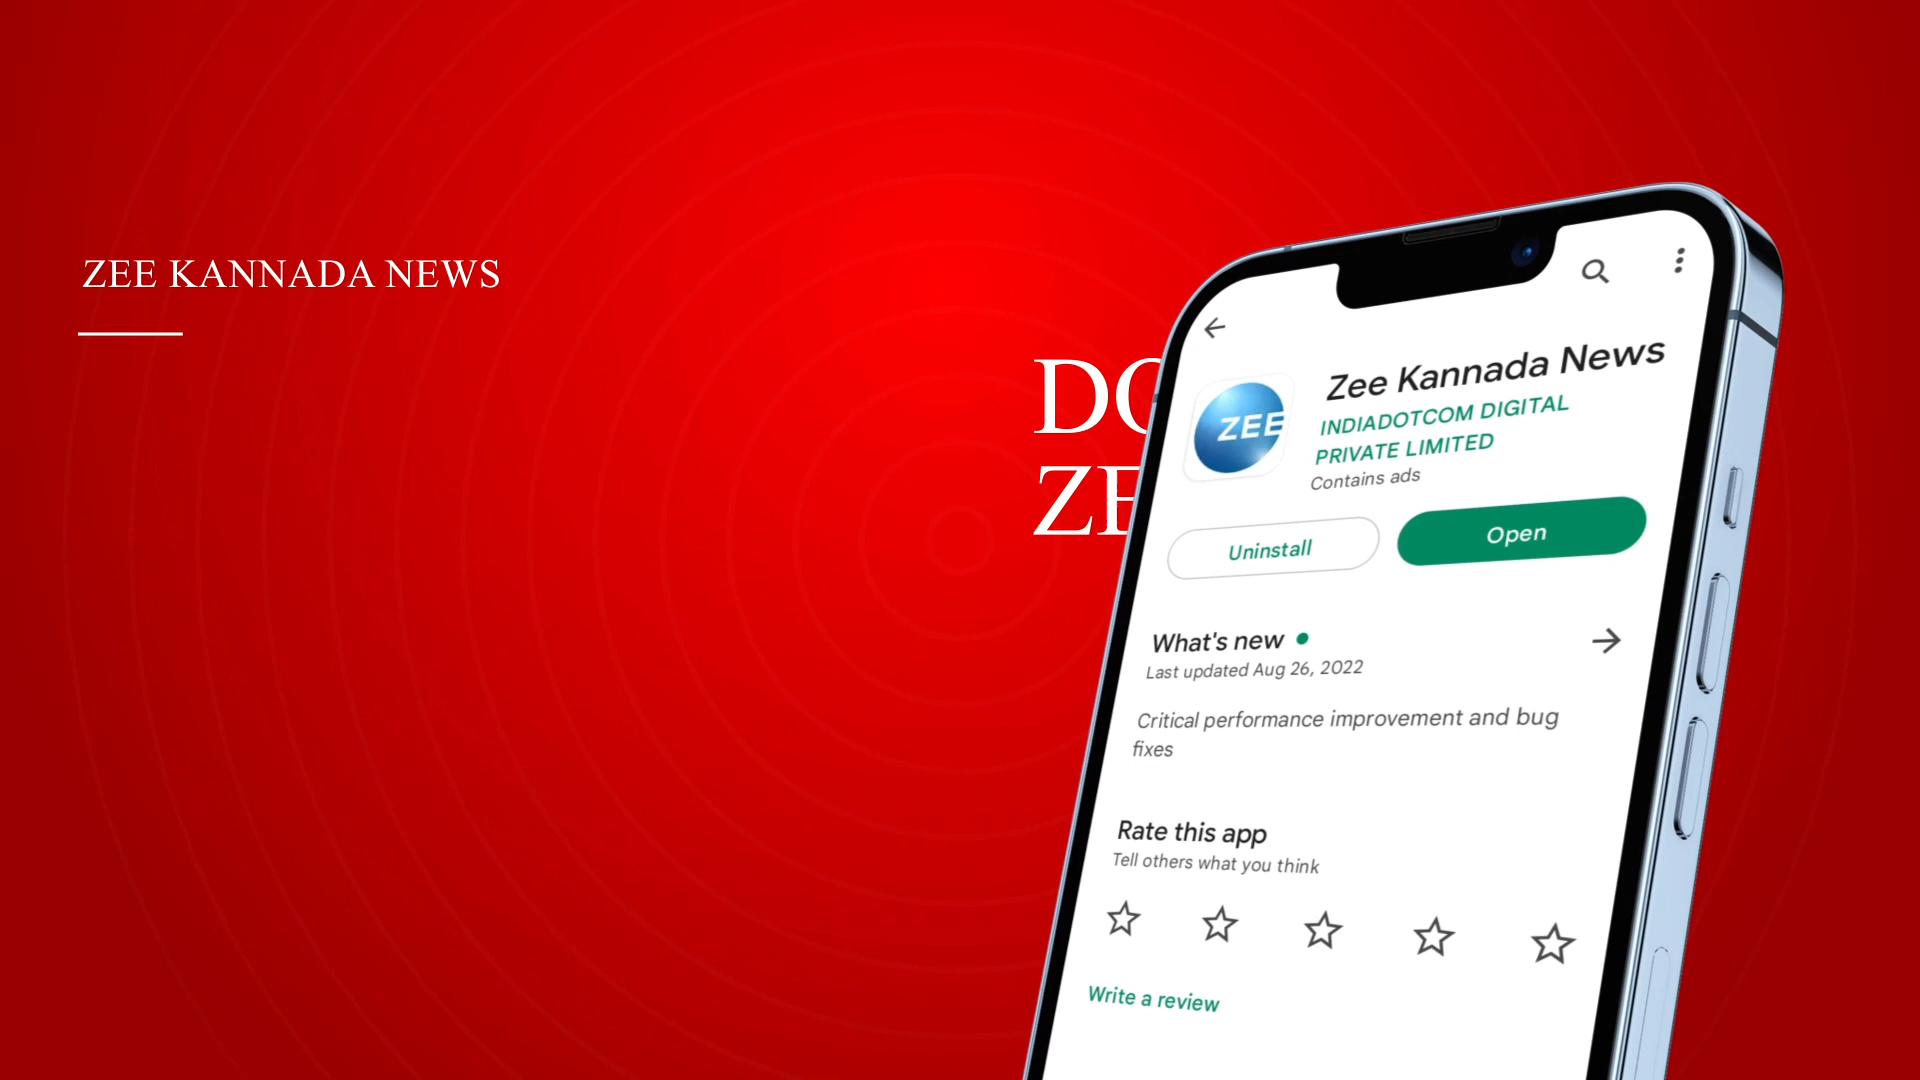 ZEE KANNADA NEWS
Zee Kannada News
ZEE
INDIADOTCOM DIGITAL
PRIVATE LIMITED
Contains ads
Uninstall
Open
What's new
Last updated Aug 26, 2022
Critical performance improvement and bug
fixes
Rate this app
Tell others what you think
Write a review